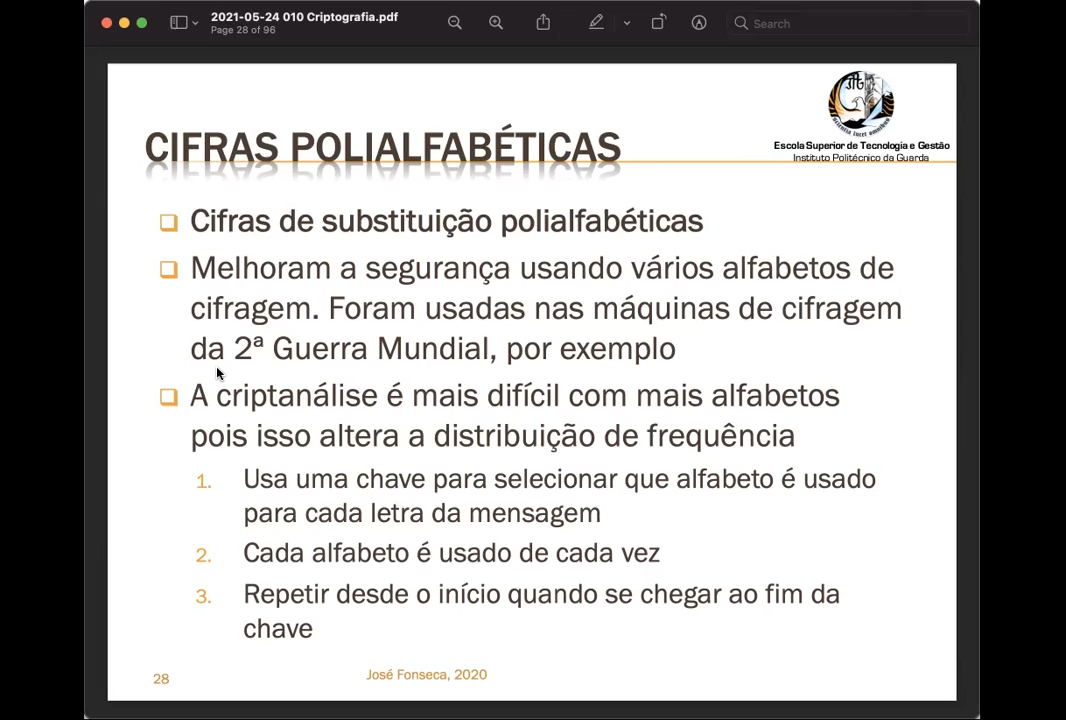 2021-05-24 010 Criptografia.pdf
Page 28 of 96
Search
Escola Superior de Tecnologia e Gestão
Instituto Politécnico da Guarda
CIFRAS POLIALFABÉTICAS
Cifras de substituição polialfabéticas
Melhoram a segurança usando vários alfabetos de
cifragem. Foram usadas nas máquinas de cifragem
da 2ª Guerra Mundial, por exemplo
A criptanálise é mais difícil com mais alfabetos
pois isso altera a distribuição de frequência
1. Usa uma chave para selecionar que alfabeto é usado
para cada letra da mensagem
2. Cada alfabeto é usado de cada vez
3. Repetir desde o início quando se chegar ao fim da
chave
28
José Fonseca, 2020